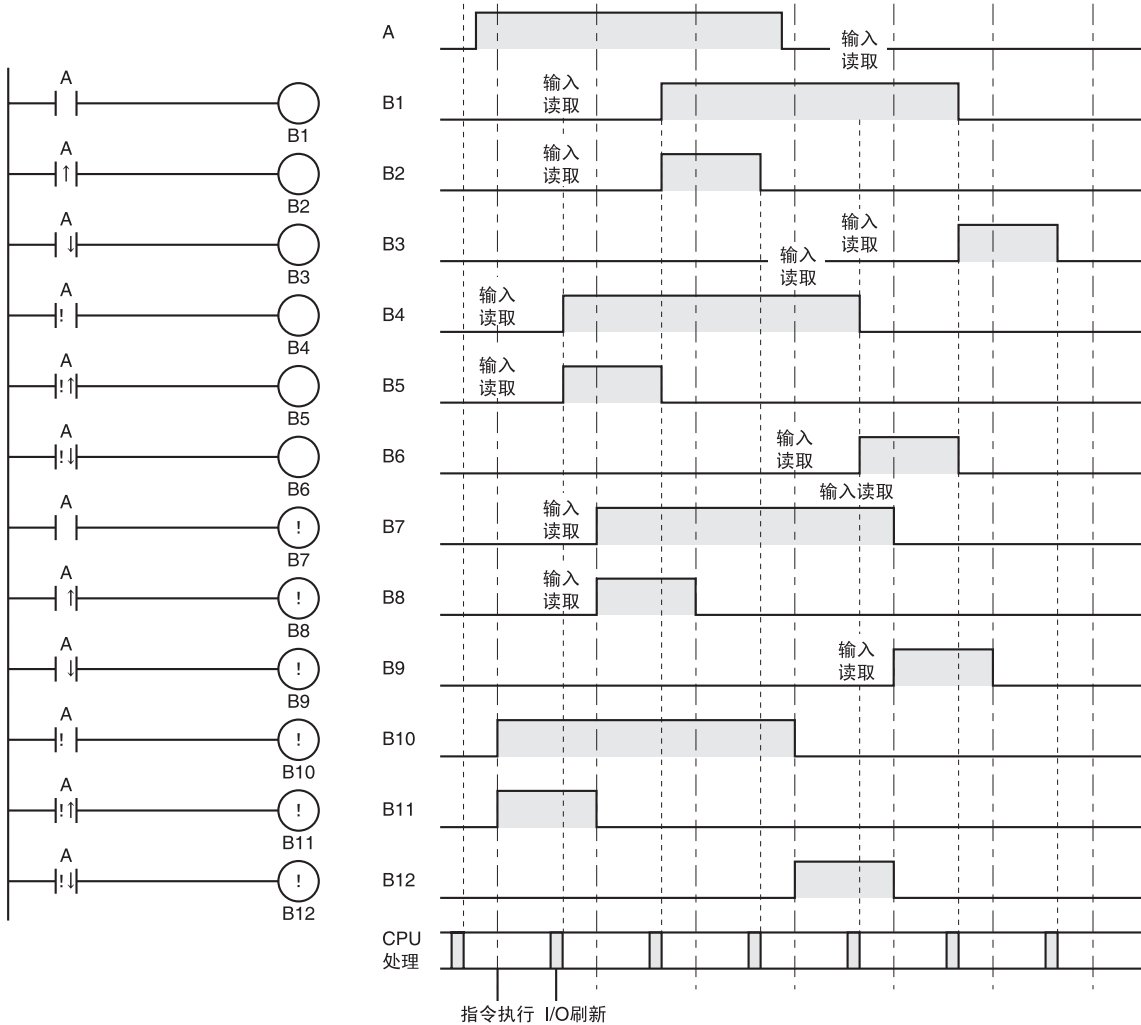 A
输入
读取
A
B1
输入
读取
B1
A
↑
B2
输入
读取
B2
A
↓
B3
输入
读取
B3
输入
读取
A
!
B4
输入
读取
B4
A
!↑
B5
输入
读取
B5
A
!↓
B6
输入
读取
B6
输入读取
A
!
B7
输入
读取
B7
A
↑
!
B8
输入
读取
B8
A
↓
!
B9
输入
读取
B9
A
!
!
B10
B10
A
!↑
!
B11
B11
A
!↓
!
B12
B12
CPU
处理
指令执行 I/O刷新